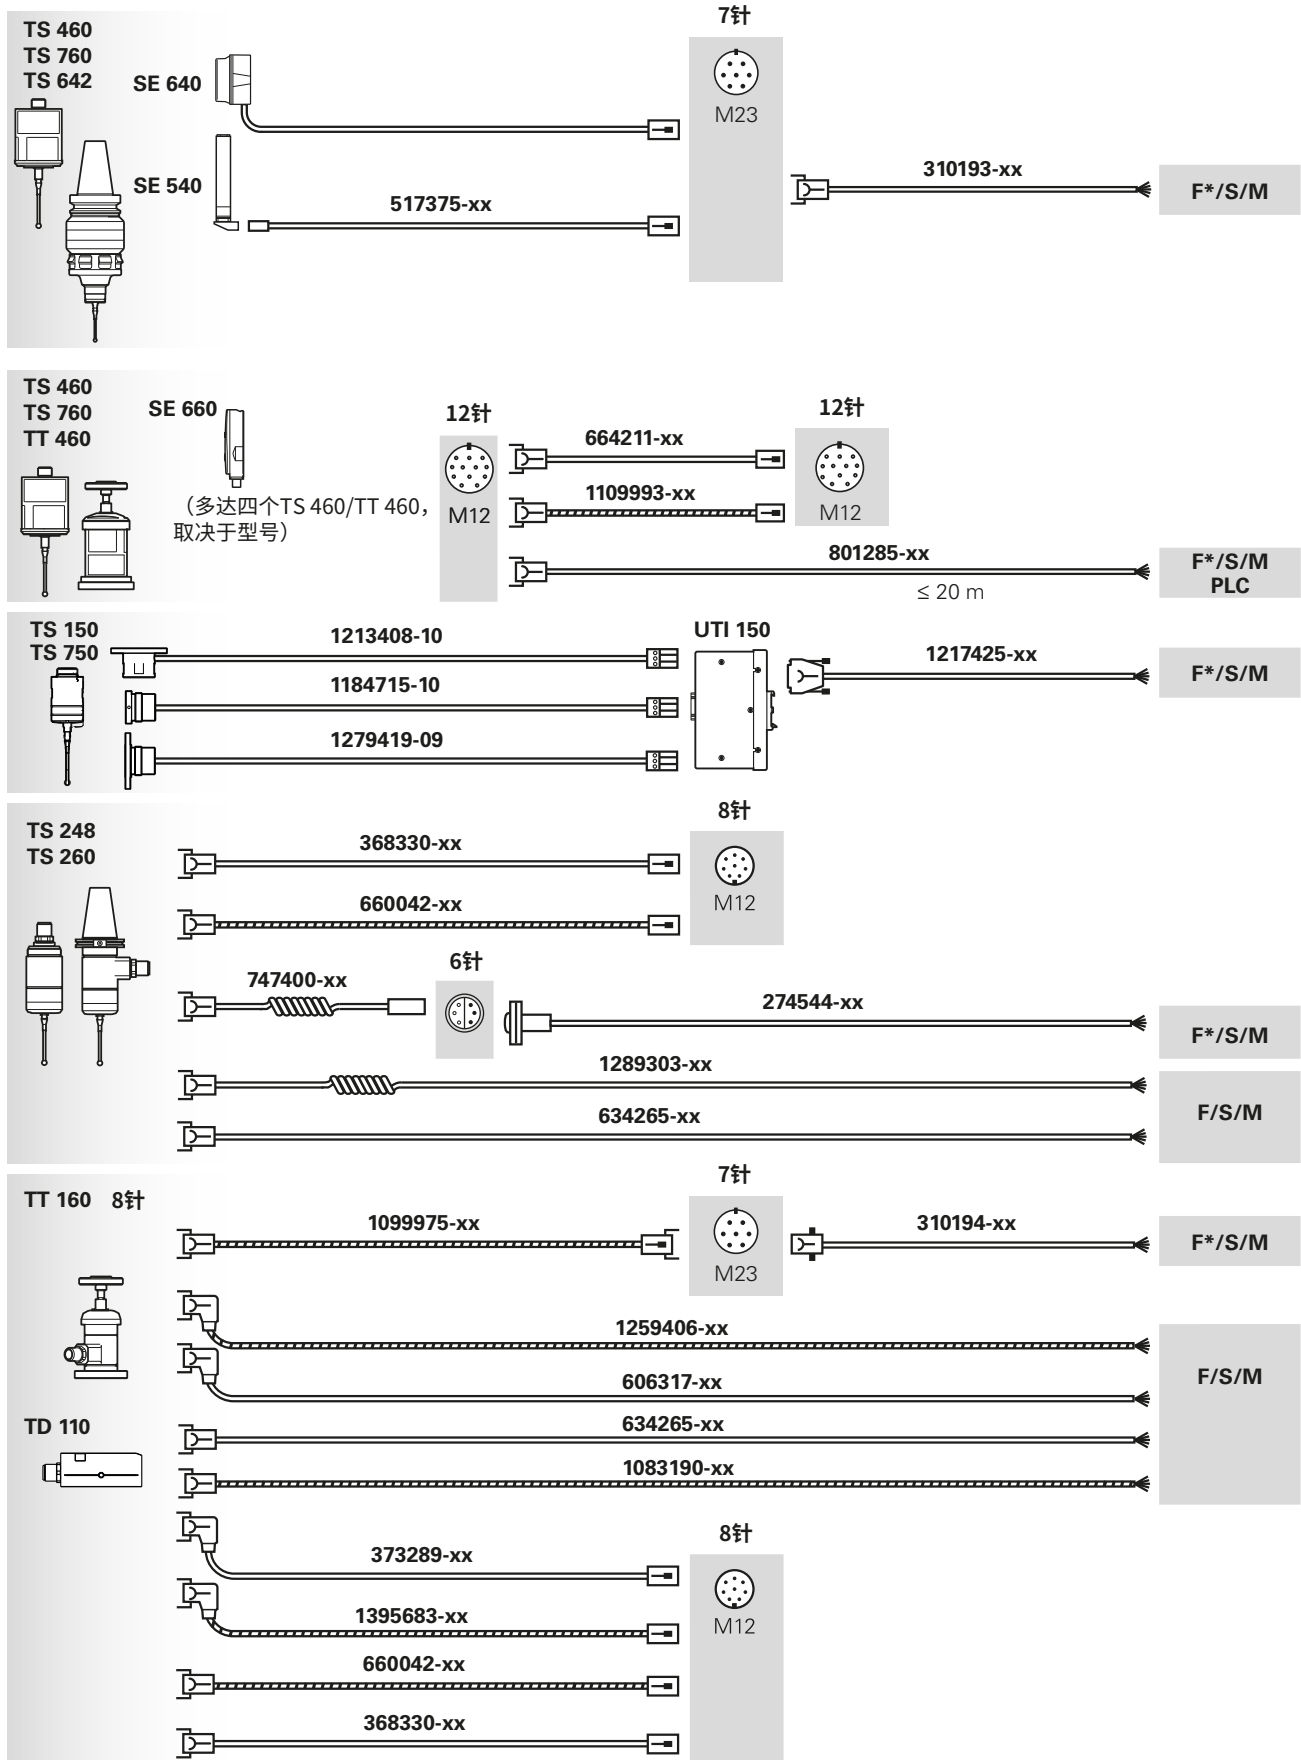 TS 460
TS 760
TS 642
SE 640
SE 540
517375-xx
7针
M23
310193-xx
F*/S/M
TS 460
TS 760
TT 460
SE 660
（多达四个TS 460/TT 460，
取决于型号）
12针
M12
664211-xx
1109993-xx
12针
M12
801285-xx
≤ 20 m
F*/S/M
PLC
TS 150
TS 750
1213408-10
1184715-10
1279419-09
UTI 150
1217425-xx
F*/S/M
TS 248
TS 260
368330-xx
660042-xx
8针
M12
747400-xx
6针
274544-xx
F*/S/M
1289303-xx
634265-xx
F/S/M
TT 160 8针
1099975-xx
7针
M23
310194-xx
F*/S/M
1259406-xx
606317-xx
F/S/M
TD 110
634265-xx
1083190-xx
373289-xx
1395683-xx
8针
M12
660042-xx
368330-xx